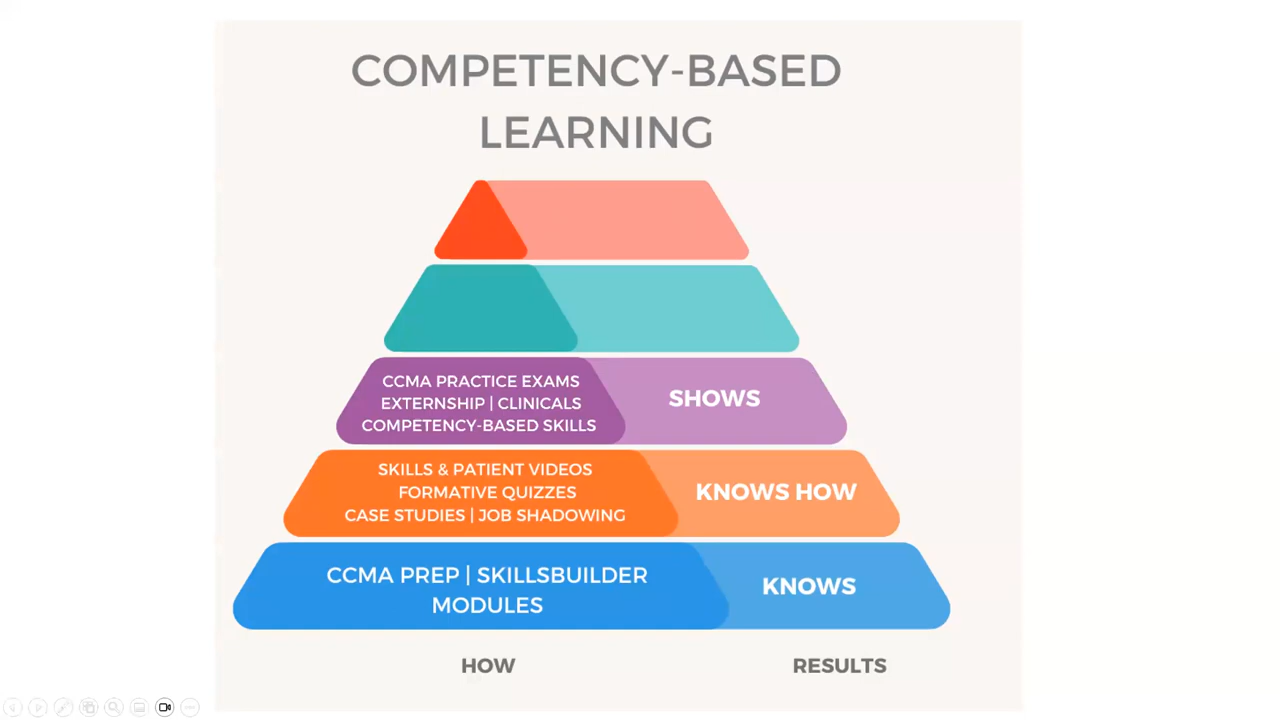 COMPETENCY-BASED
LEARNING
CCMA PRACTICE EXAMS
EXTERNSHIP | CLINICALS
COMPETENCY-BASED SKILLS
SHOWS
SKILLS & PATIENT VIDEOS
FORMATIVE QUIZZES
CASE STUDIES | JOB SHADOWING
KNOWS HOW
CCMA PREP | SKILLSBUILDER
MODULES
KNOWS
HOW
RESULTS